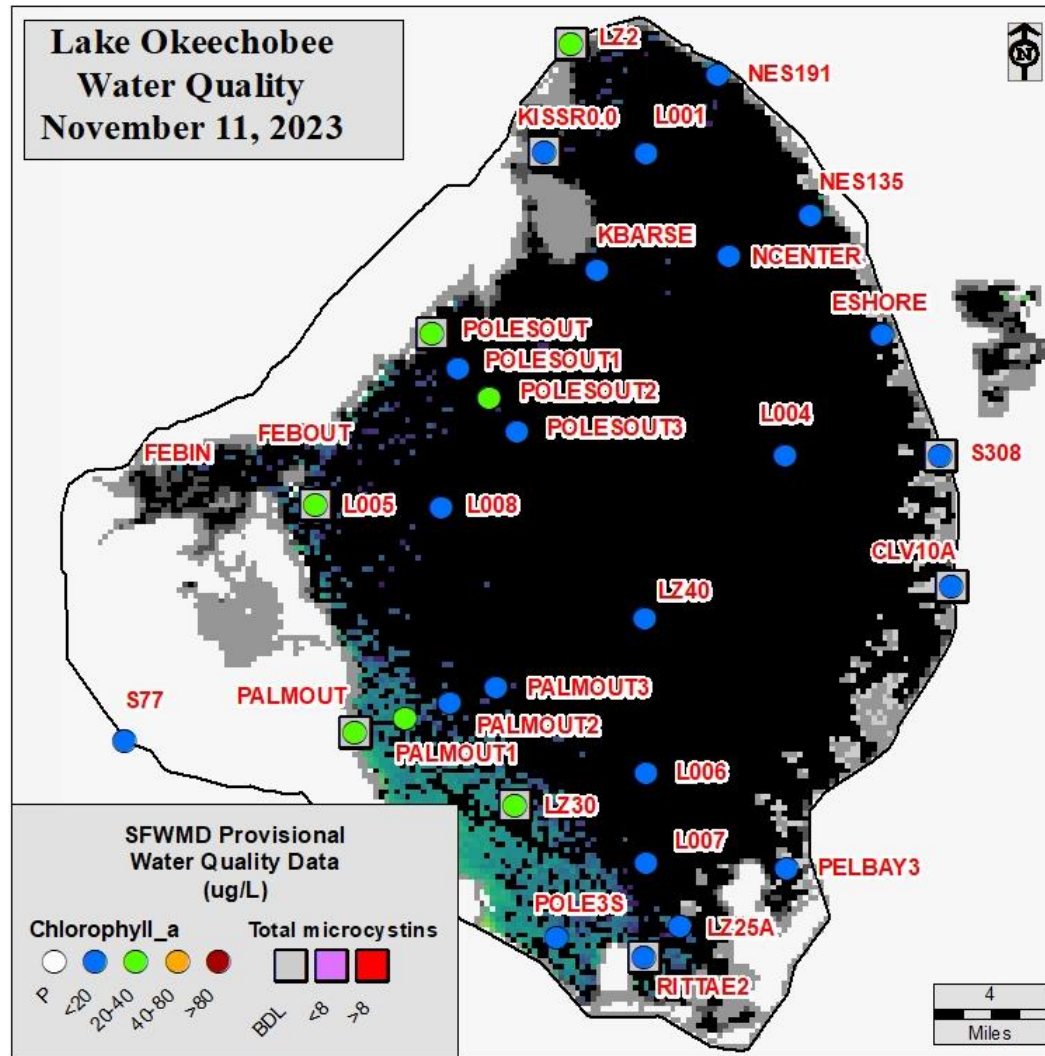 Lake Okeechobee
Water Quality
November 11, 2023
N
LZ2
NES191
KISSR0.0
L001
NES135
KBARSE
NCENTER
ESHORE
POLESOUT
POLESOUT1
POLESOUT2
POLESOUT3
L004
FEBOUT
FEBIN
S308
L005
L008
CLV10A
LZ40
PALMOUT
PALMOUT3
S77
PALMOUT2
PALMOUT1
L006
LZ30
L007
PELBAY3
POLE3S
LZ25A
RITTAE2
SFWMD Provisional
Water Quality Data
(ug/L)
Chlorophyll_a
P
<20
20-40
40-80
>80
Total microcystins
BDL
<8
>8
4
Miles